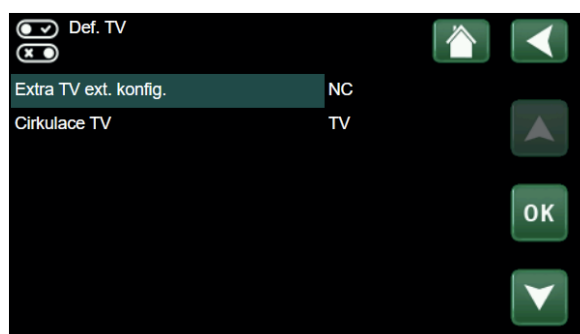 Def. TV
Extra TV ext. konfig. NC
Cirkulace TV TV
OK